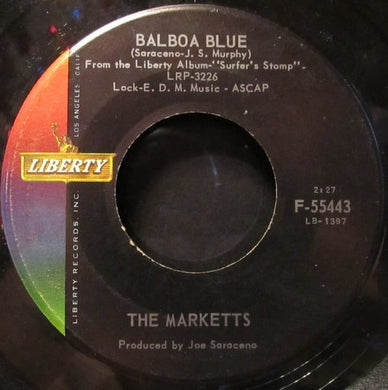 BALBOA BLUE
(Saraceno-J. S. Murphy)
From the Liberty Album-"Surfer's Stomp"-
LRP-3226
Lock-E. D. M. Music - ASCAP
LIBERTY
LIBERTY RECORDS, INC.
LOS ANGELES CALIF
2:27
F-55443
LB-1397
THE MARKETTS
Produced by Joe Saraceno